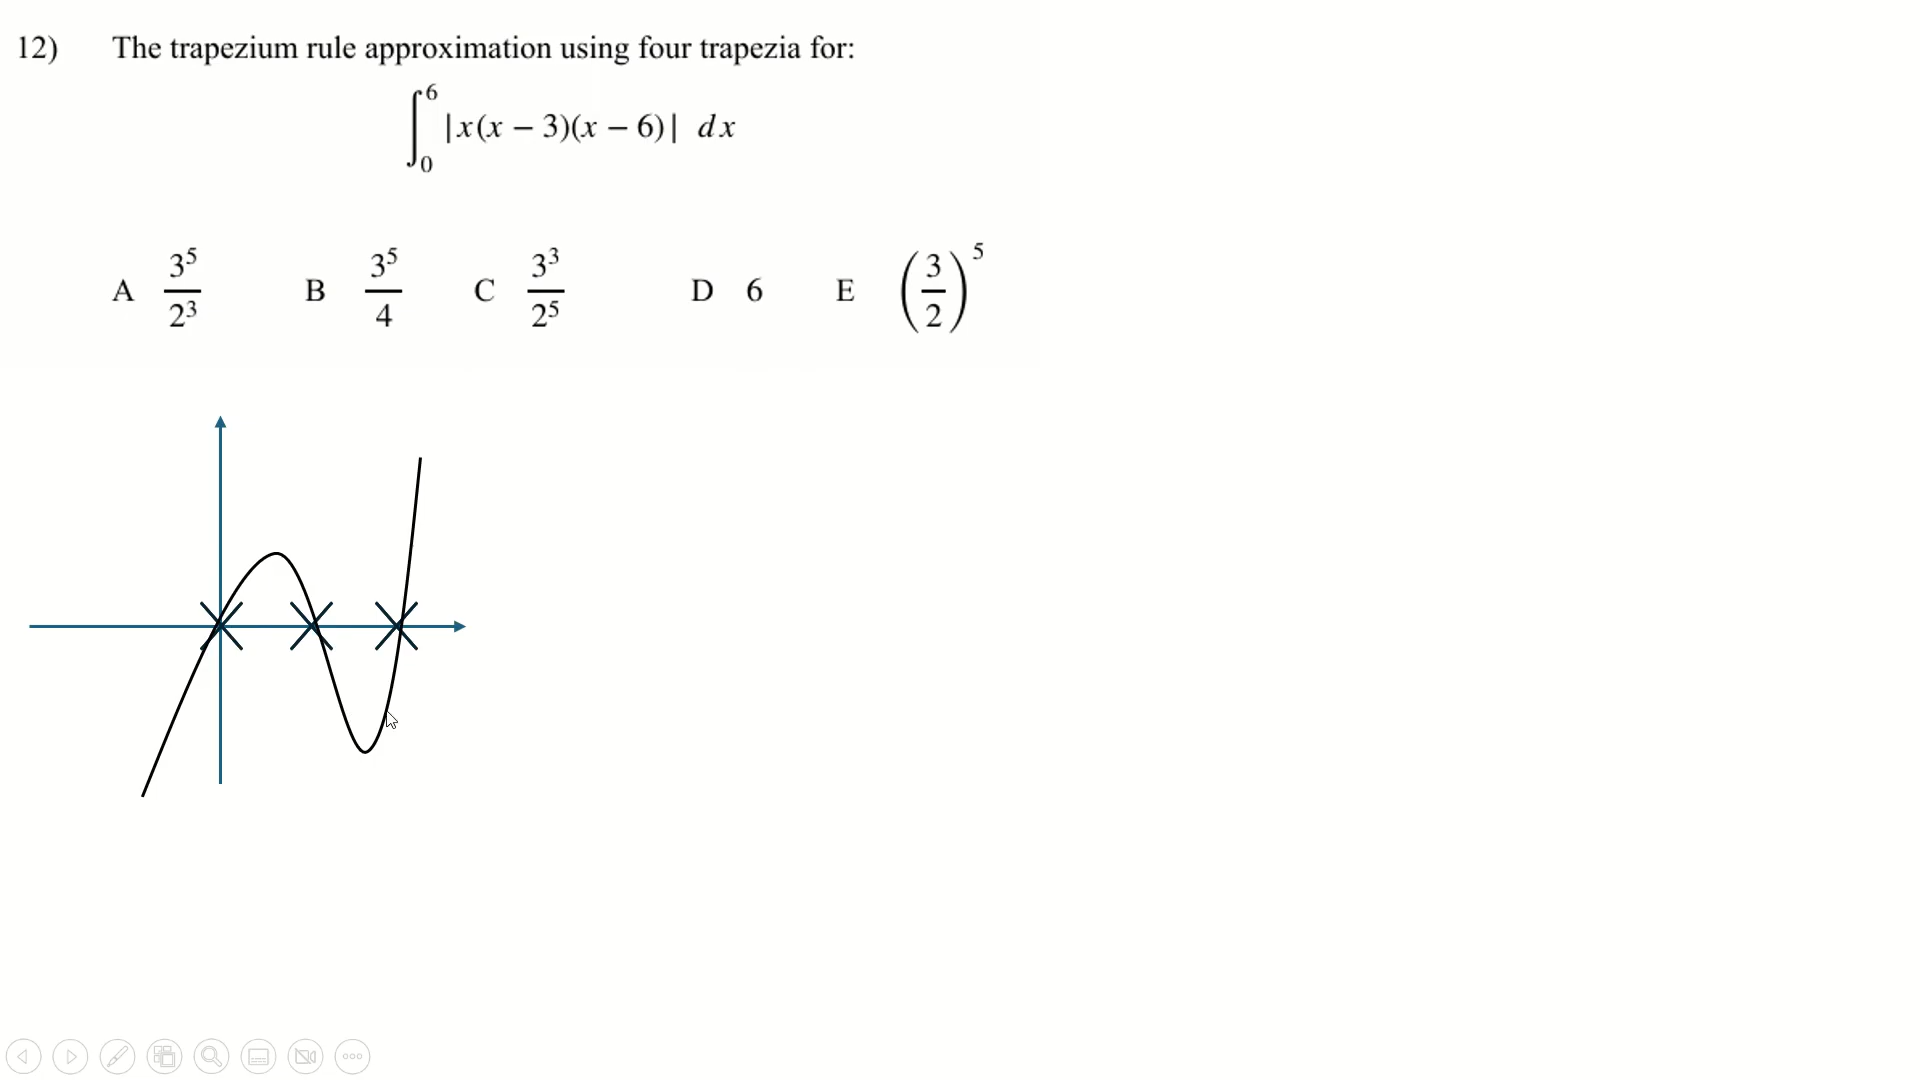 12) The trapezium rule approximation using four trapezia for:
∫₀⁶ |x(x − 3)(x − 6)| dx
A 3⁵/2³ B 3⁵/4 C 3³/2⁵ D 6 E (3/2)⁵